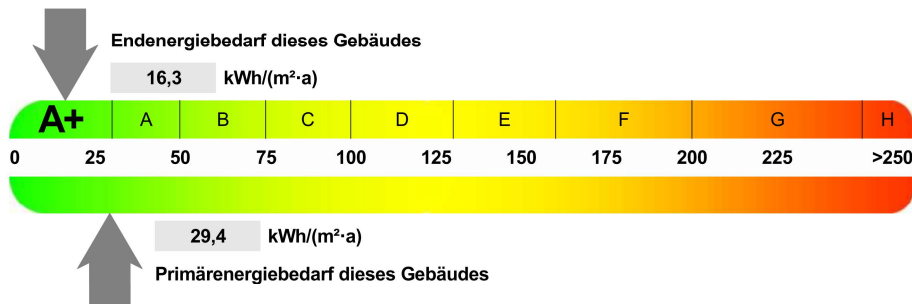 Endenergiebedarf dieses Gebäudes
16,3 kWh/(m²·a)
A+ A B C D E F G H
0 25 50 75 100 125 150 175 200 225 >250
29,4 kWh/(m²·a)
Primärenergiebedarf dieses Gebäudes